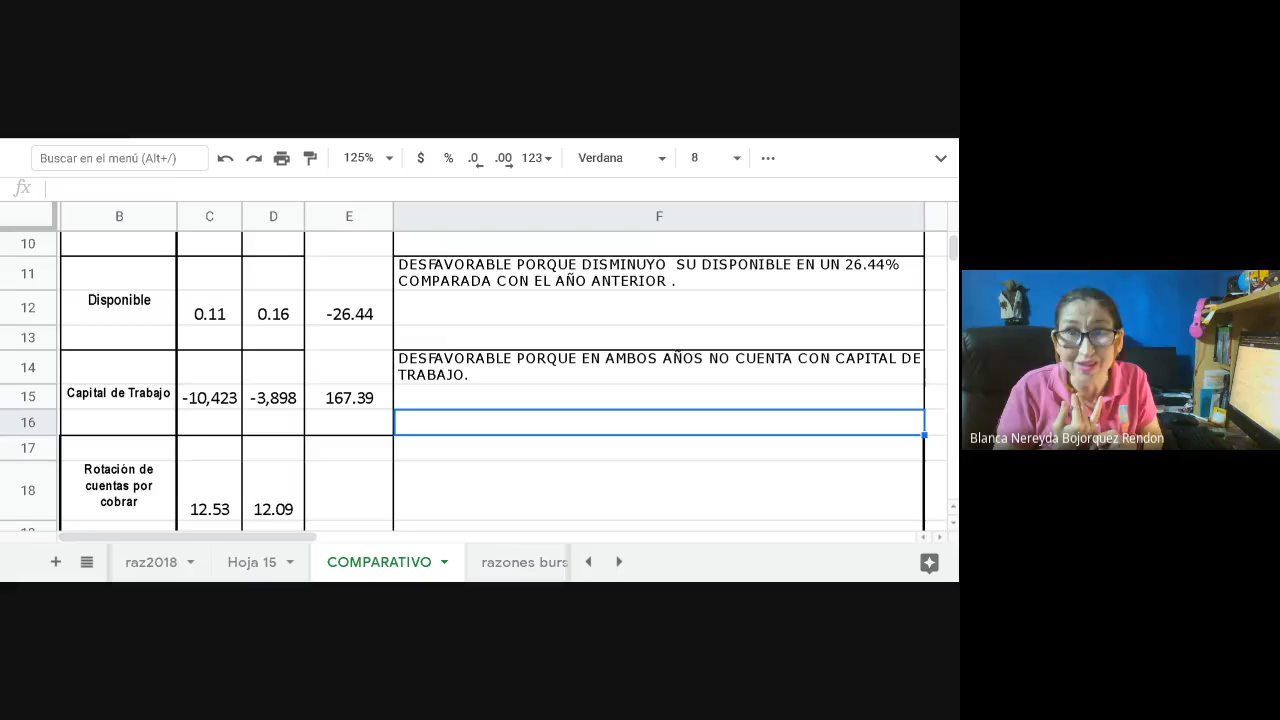 Buscar en el menú (Alt+/)
125% $ % .0 .00 123 Verdana 8
fx
B C D E F
10
11
DESFAVORABLE PORQUE DISMINUYO SU DISPONIBLE EN UN 26.44%
COMPARADA CON EL AÑO ANTERIOR .
12 Disponible 0.11 0.16 -26.44
13
14
DESFAVORABLE PORQUE EN AMBOS AÑOS NO CUENTA CON CAPITAL DE
TRABAJO.
15 Capital de Trabajo -10,423 -3,898 167.39
16
17
Rotación de
18 cuentas por
cobrar 12.53 12.09
raz2018 Hoja 15 COMPARATIVO razones burs
Blanca Nereyda Bojorquez Rendon